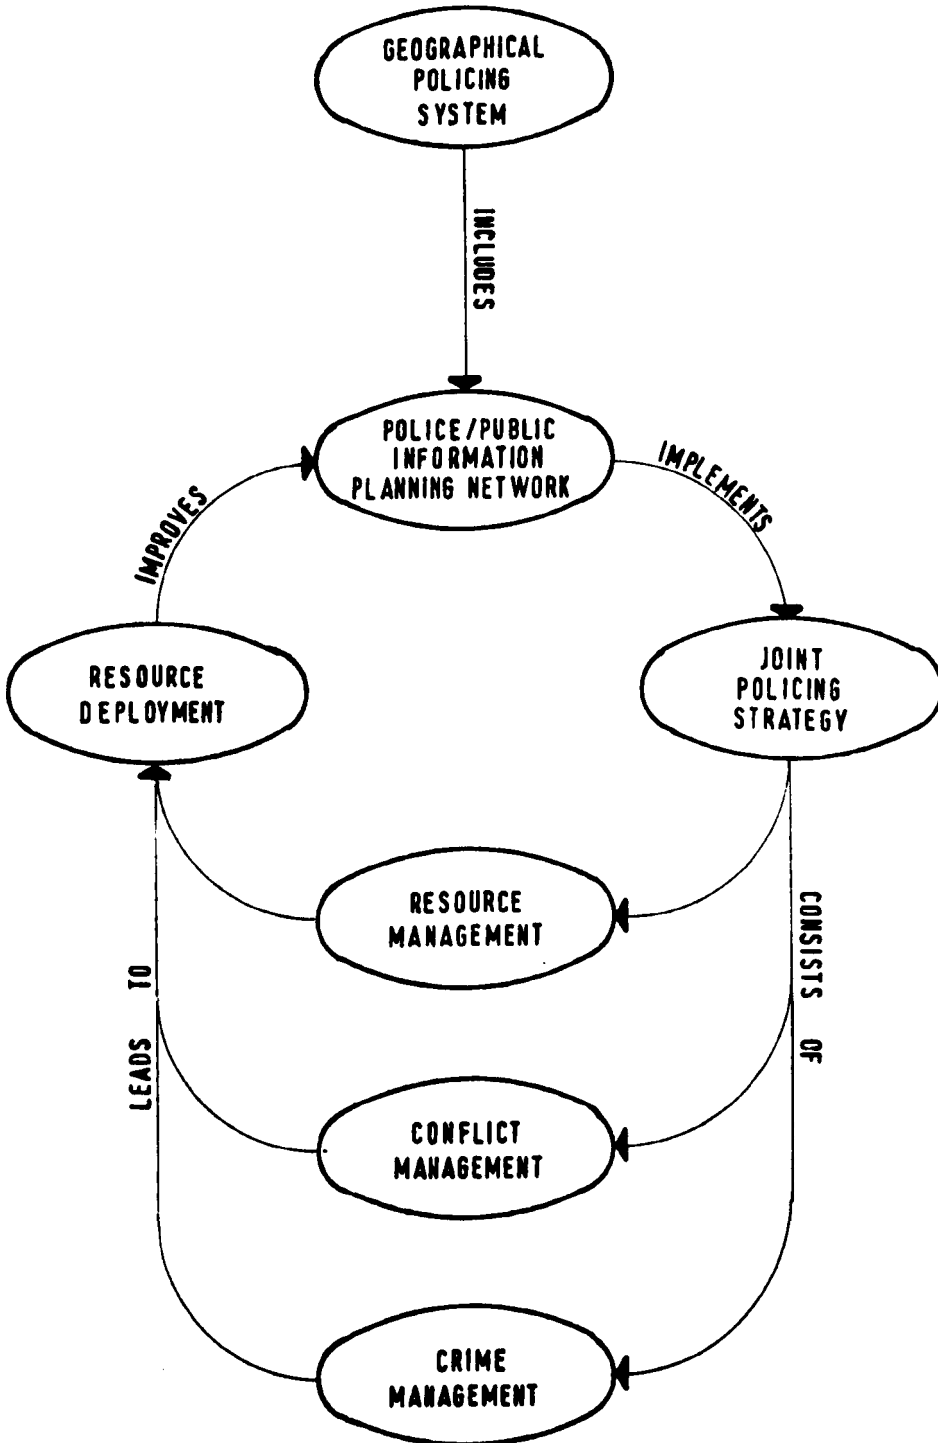 GEOGRAPHICAL
POLICING
SYSTEM
INCLUDES
POLICE/PUBLIC
INFORMATION
PLANNING NETWORK
IMPLEMENTS
IMPROVES
JOINT
POLICING
STRATEGY
RESOURCE
DEPLOYMENT
RESOURCE
MANAGEMENT
CONSISTS OF
LEADS TO
CONFLICT
MANAGEMENT
CRIME
MANAGEMENT